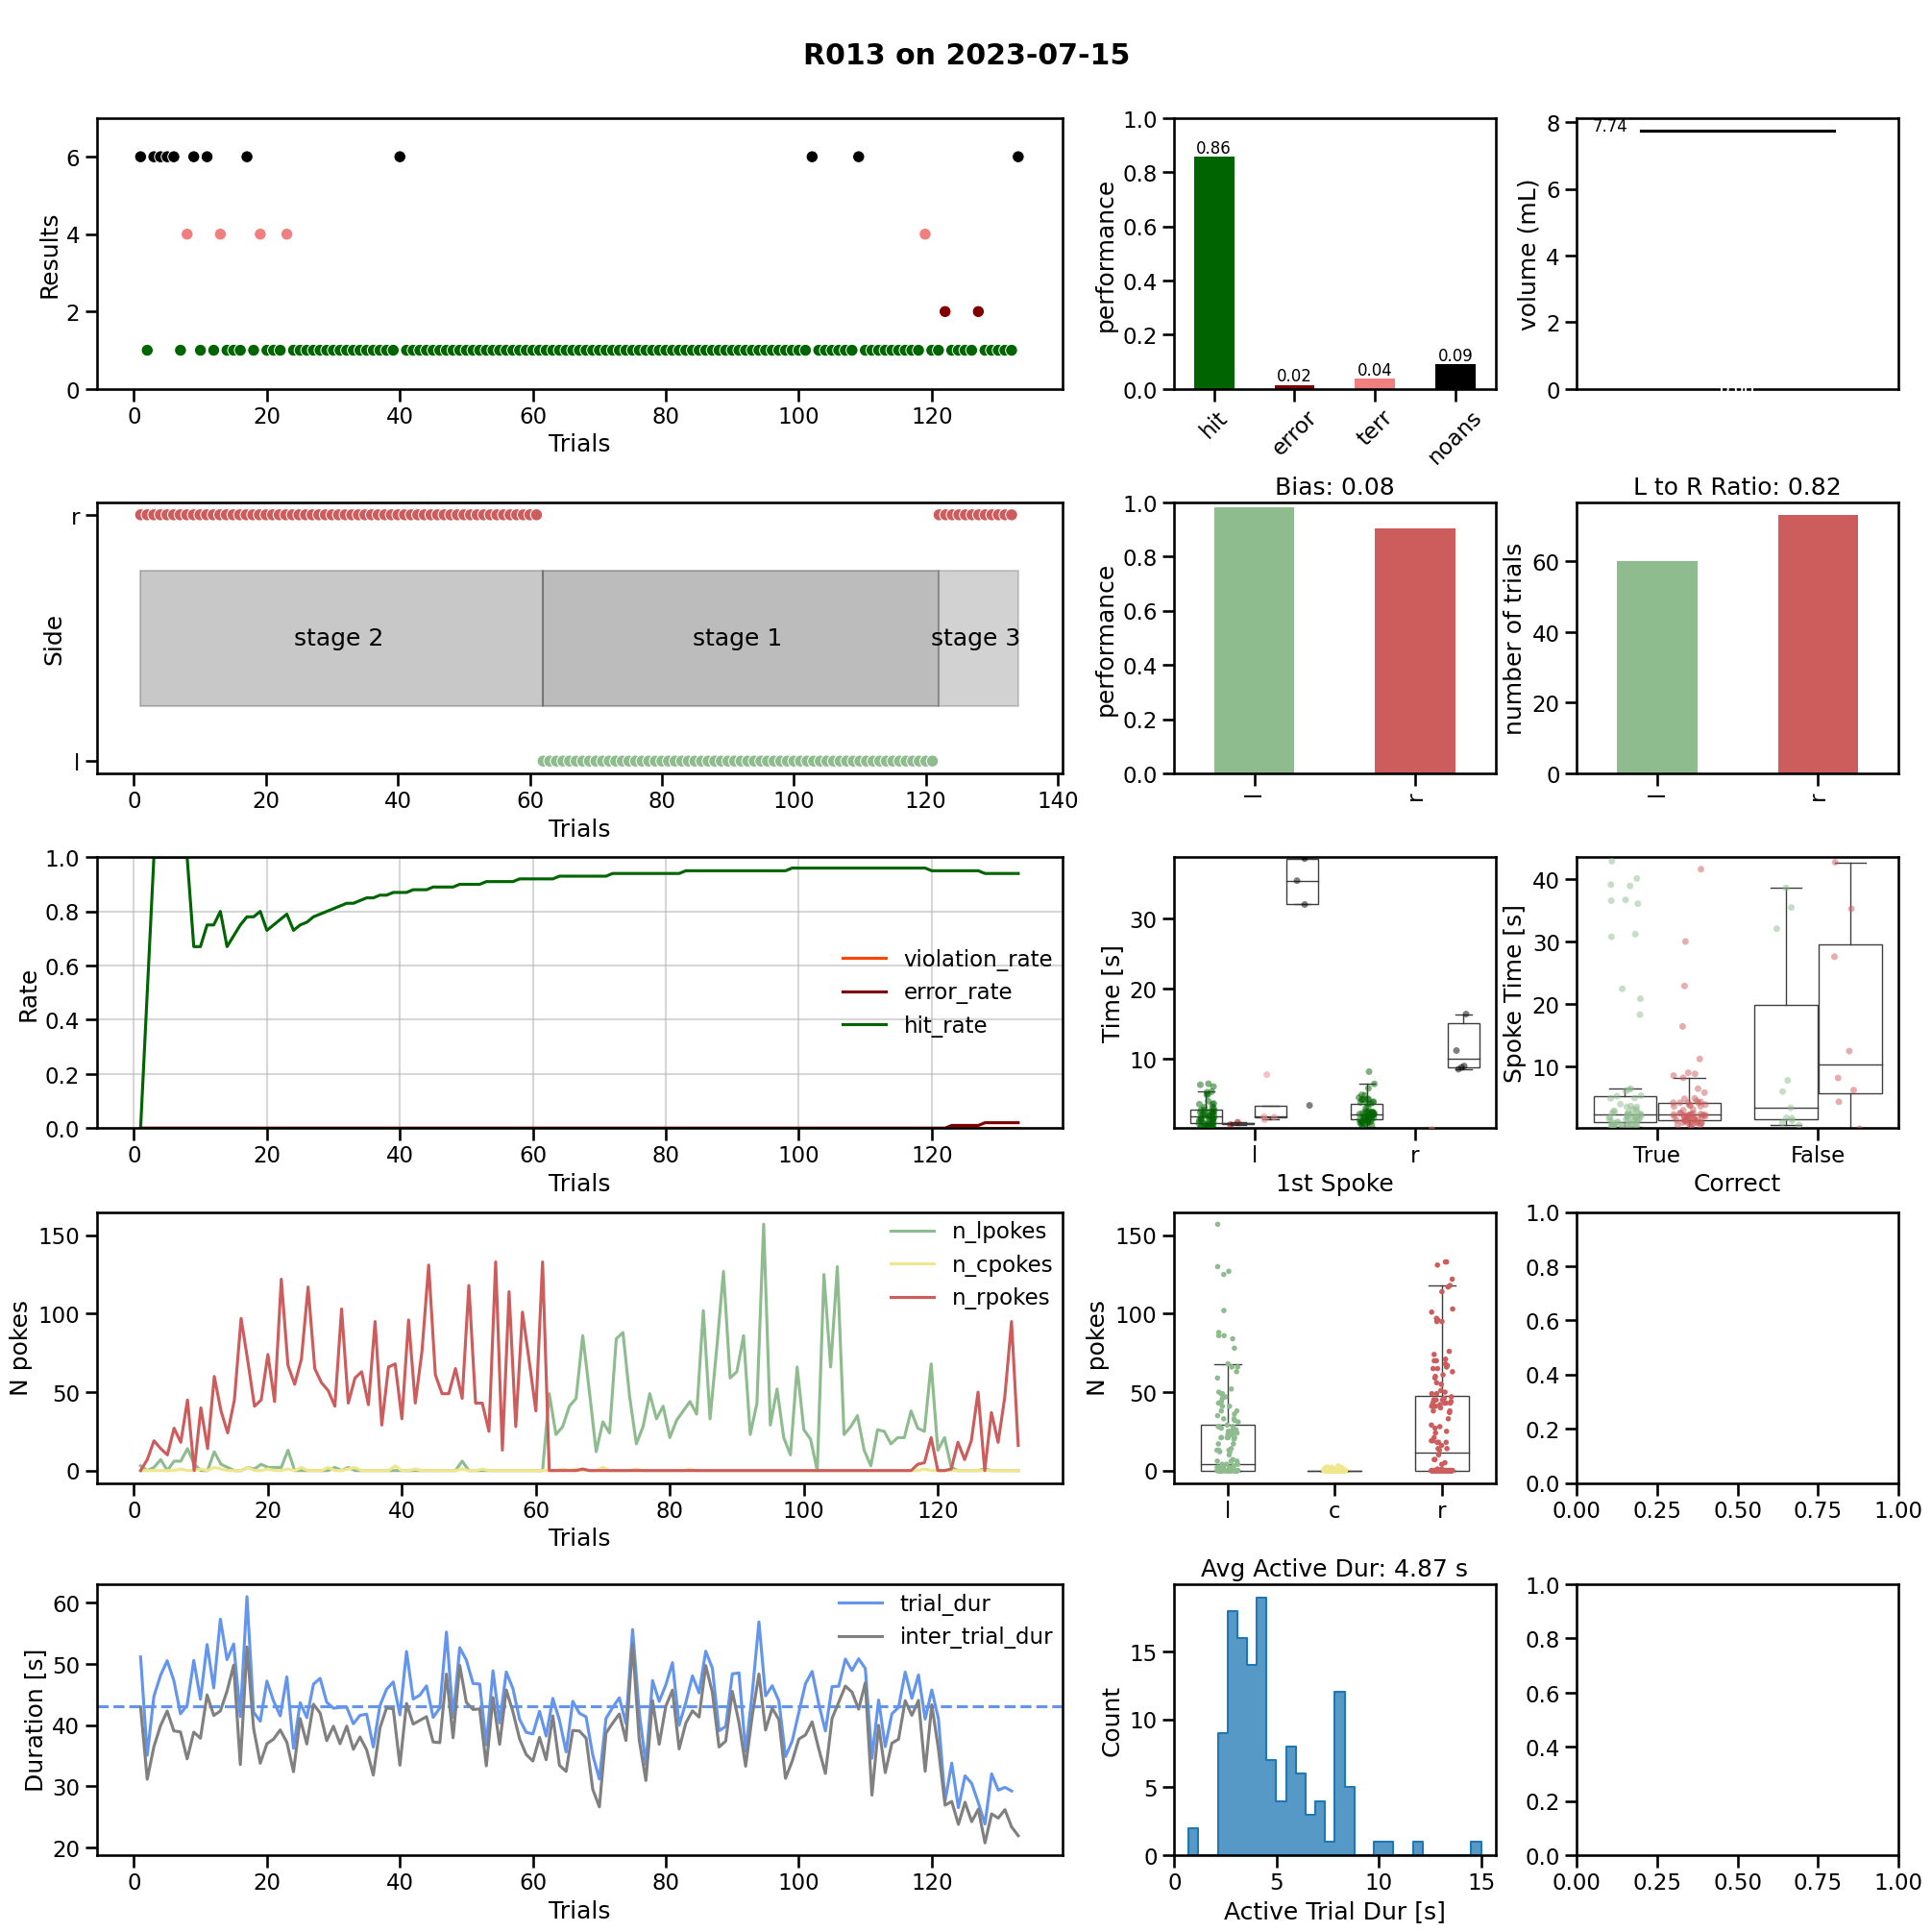 R013 on 2023-07-15
Results
6
4
2
0
0 20 40 60 80 100 120
Trials
performance
1.0
0.8
0.6
0.4
0.2
0.0
0.86
0.02
0.04
0.09
hit error terr noans
volume (mL)
8
6
4
2
0
7.74
Side
r
l
stage 2
stage 1
stage 3
0 20 40 60 80 100 120 140
Trials
Bias: 0.08
performance
1.0
0.8
0.6
0.4
0.2
0.0
l r
L to R Ratio: 0.82
number of trials
60
40
20
0
l r
Rate
1.0
0.8
0.6
0.4
0.2
0.0
violation_rate
error_rate
hit_rate
0 20 40 60 80 100 120
Trials
Time [s]
30
20
10
l r
1st Spoke
Spoke Time [s]
40
30
20
10
True False
Correct
N pokes
150
100
50
0
n_lpokes
n_cpokes
n_rpokes
0 20 40 60 80 100 120
Trials
N pokes
150
100
50
0
l c r
1.0
0.8
0.6
0.4
0.2
0.0
0.00 0.25 0.50 0.75 1.00
Duration [s]
60
50
40
30
20
trial_dur
inter_trial_dur
0 20 40 60 80 100 120
Trials
Avg Active Dur: 4.87 s
Count
15
10
5
0
0 5 10 15
Active Trial Dur [s]
1.0
0.8
0.6
0.4
0.2
0.0
0.00 0.25 0.50 0.75 1.00